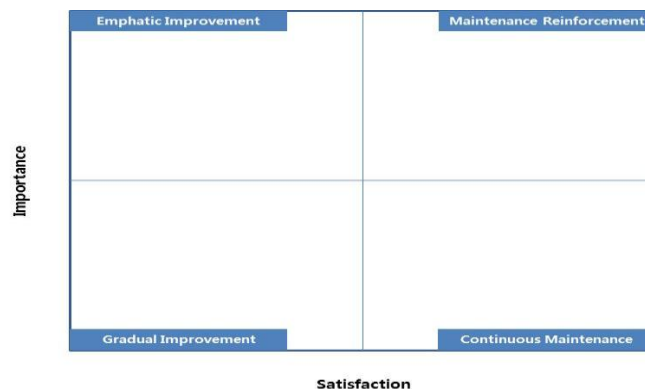 Emphatic Improvement
Maintenance Reinforcement
Importance
Gradual Improvement
Continuous Maintenance
Satisfaction